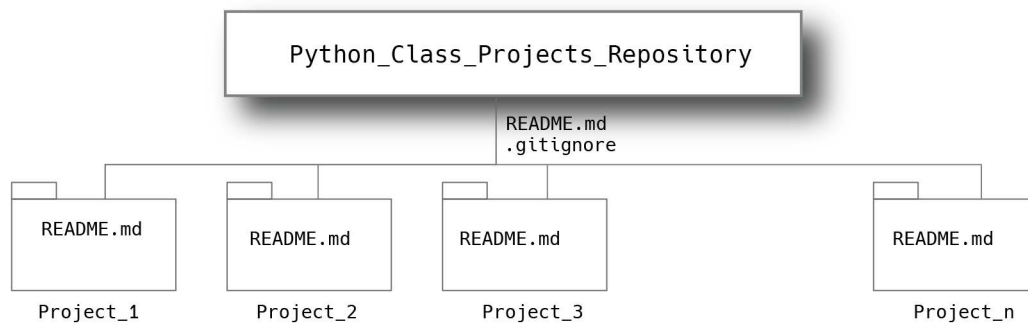 Python_Class_Projects_Repository
README.md
.gitignore
README.md
README.md
README.md
README.md
Project_1
Project_2
Project_3
Project_n